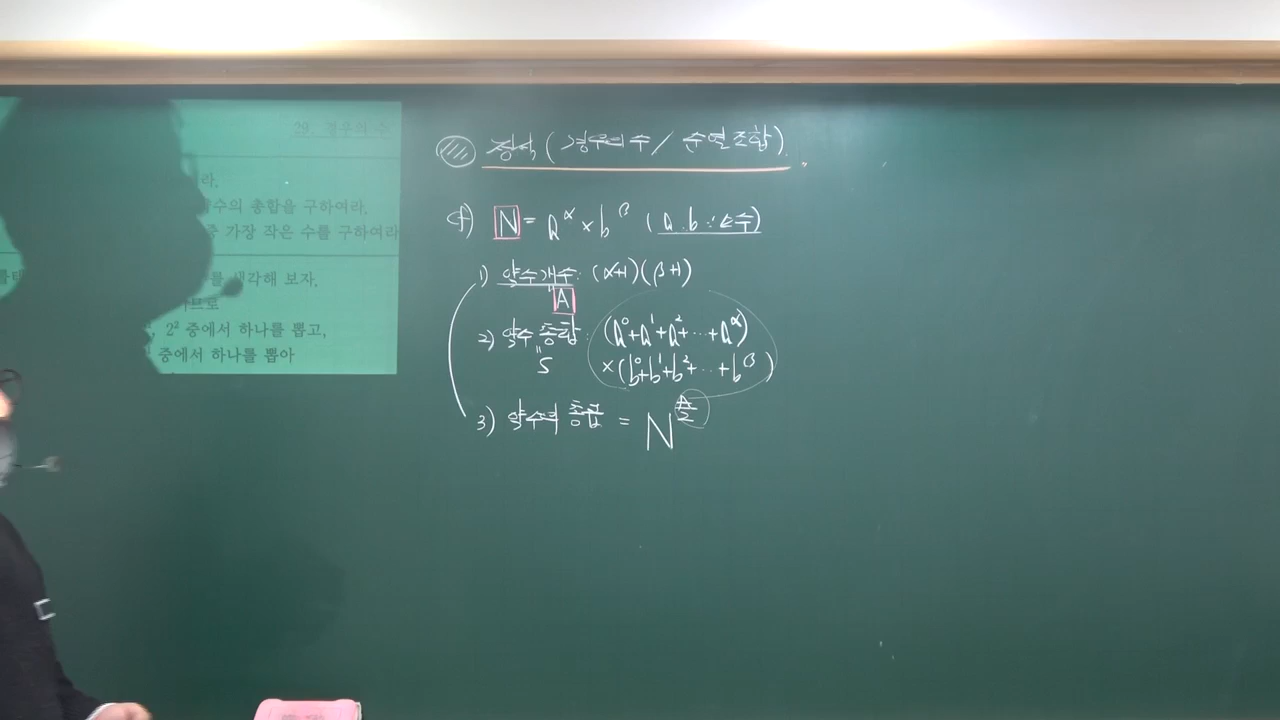 29 경우의 수
라,
약수의 총합을 구하여라,
중 가장 작은 수를 구하여라
를 생각해 보자,
므로
2² 중에서 하나를 뽑고,
중에서 하나를 뽑아
정식 ( 경우의 수 / 순열조합 )
N = a^α × b^β ( a, b : 소수 )
1) 약수 개수 : (α+1)(β+1)
" A
2) 약수 총합 : (a⁰+a¹+a²+⋯+a^α)
" S ×(b⁰+b¹+b²+⋯+b^β)
3) 약수의 총곱 = N^(A/2)